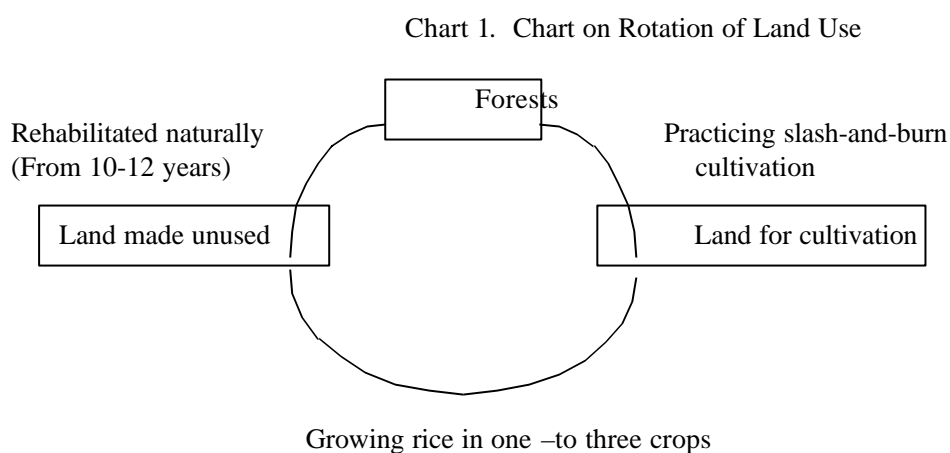 Chart 1. Chart on Rotation of Land Use
Forests
Rehabilitated naturally
(From 10-12 years)
Practicing slash-and-burn
cultivation
Land made unused
Land for cultivation
Growing rice in one –to three crops